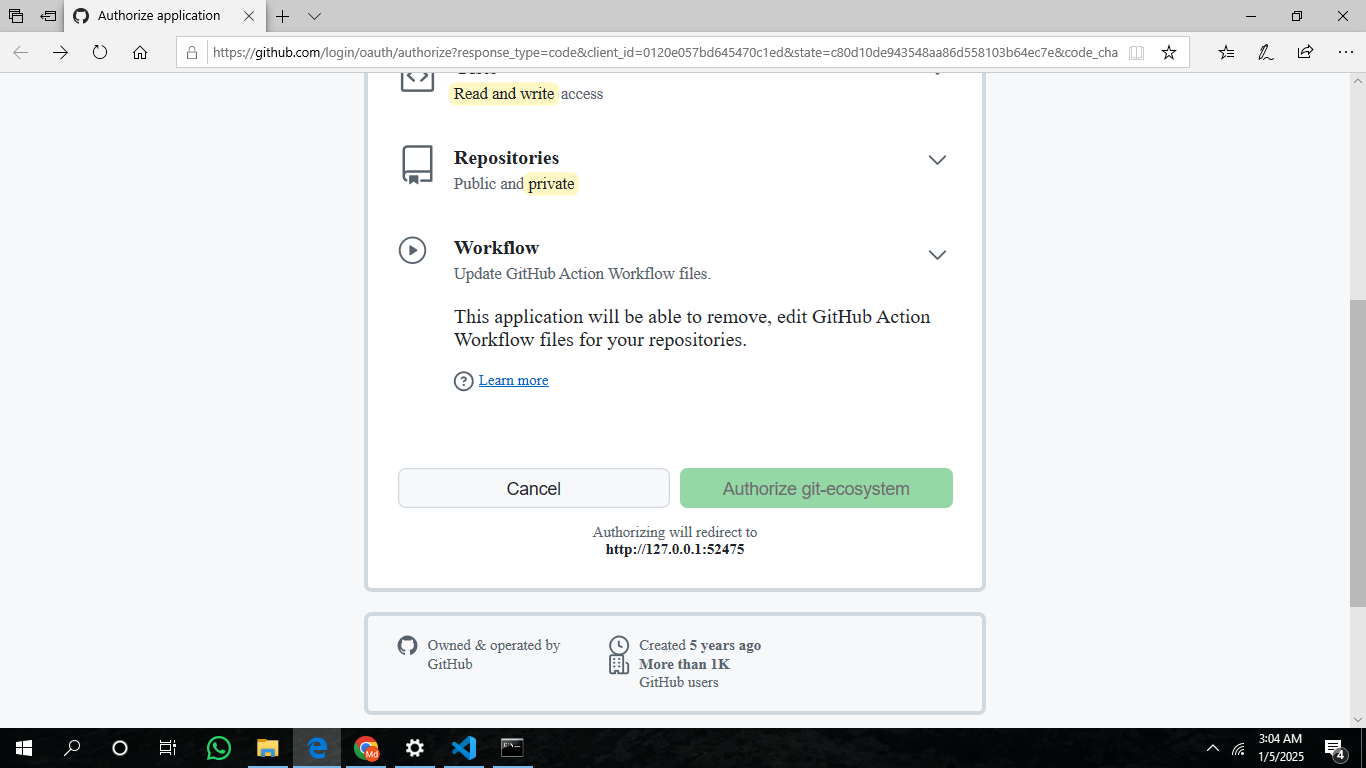 Authorize application
https://github.com/login/oauth/authorize?response_type=code&client_id=0120e057bd645470c1ed&state=c80d10de943548aa86d558103b64ec7e&code_cha
Read and write access
Repositories
Public and private
Workflow
Update GitHub Action Workflow files.
This application will be able to remove, edit GitHub Action
Workflow files for your repositories.
Learn more
Cancel
Authorize git-ecosystem
Authorizing will redirect to
http://127.0.0.1:52475
Owned & operated by
GitHub
Created 5 years ago
More than 1K
GitHub users
Md
3:04 AM
1/5/2025
4